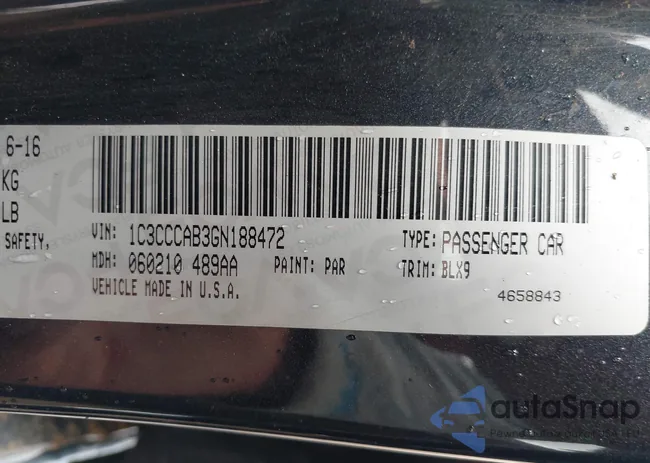 6-16
KG
LB
SAFETY,
VIN: 1C3CCCAB3GN188472 TYPE: PASSENGER CAR
MDH: 060210 489AA PAINT: PAR TRIM: BLX9
VEHICLE MADE IN U.S.A. 4658843
autoSnap